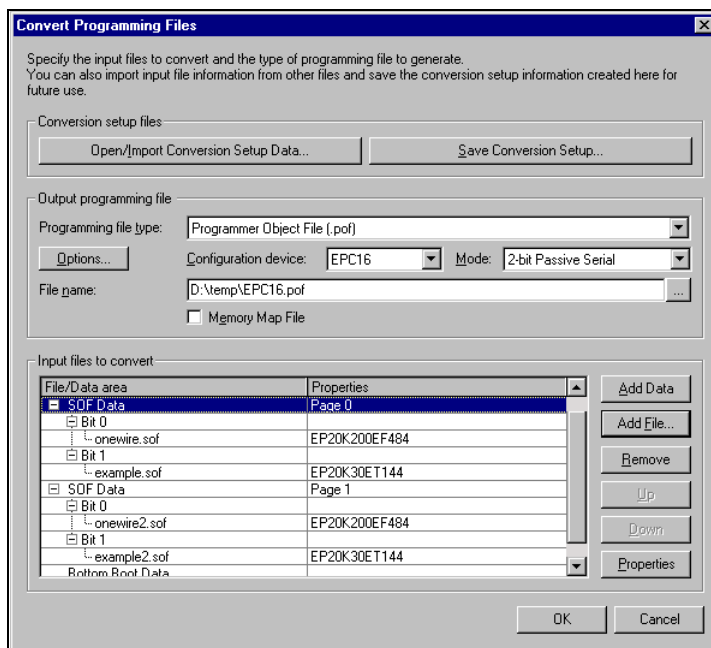 Convert Programming Files
Specify the input files to convert and the type of programming file to generate.
You can also import input file information from other files and save the conversion setup information created here for
future use.
Conversion setup files
Open/Import Conversion Setup Data... Save Conversion Setup...
Output programming file
Programming file type: Programmer Object File (.pof)
Options... Configuration device: EPC16 Mode: 2-bit Passive Serial
File name: D:\temp\EPC16.pof ...
Memory Map File
Input files to convert
File/Data area Properties Add Data
SOF Data Page 0
Bit 0 Add File...
onewire.sof EP20K200EF484
Bit 1 Remove
example.sof EP20K30ET144
SOF Data Page 1 Up
Bit 0
onewire2.sof EP20K200EF484 Down
Bit 1
example2.sof EP20K30ET144 Properties
Bottom Boot Data
OK Cancel